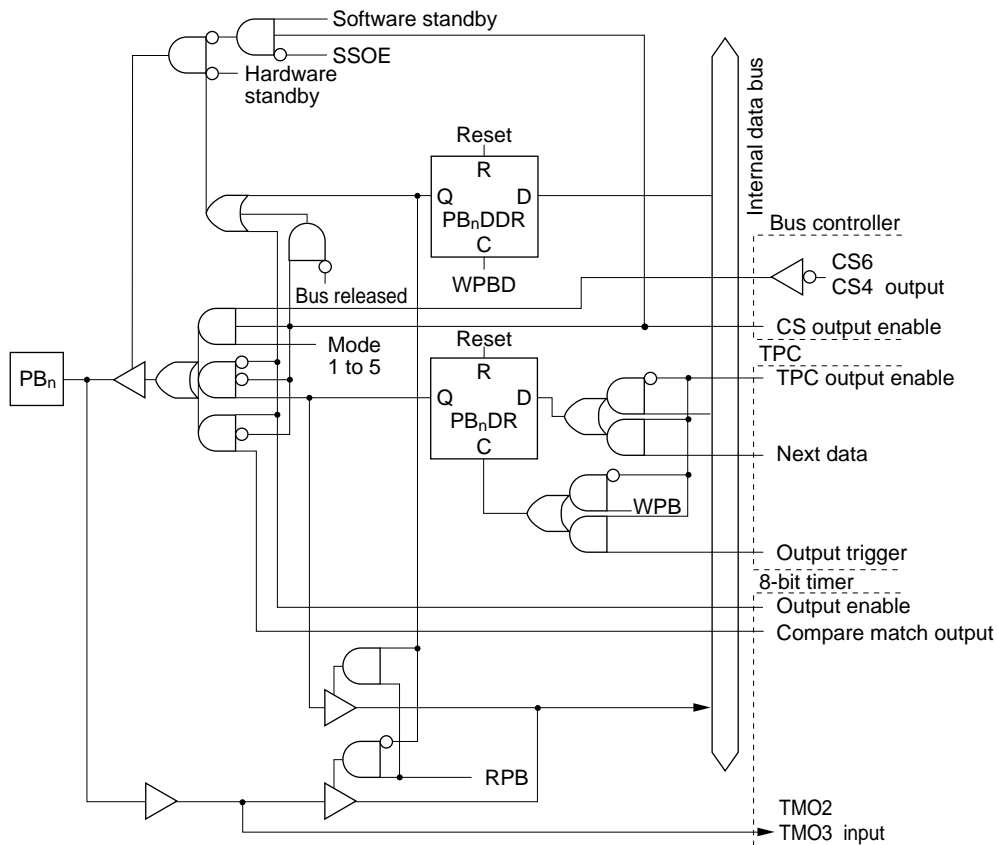 Software standby
SSOE
Hardware
standby
Internal data bus
Reset
R
Q
D
PBnDDR
C
WPBD
Bus released
Bus controller
CS6
CS4 output
CS output enable
Mode
1 to 5
TPC
TPC output enable
Reset
R
Q
D
PBnDR
C
PBn
Next data
WPB
Output trigger
8-bit timer
Output enable
Compare match output
RPB
TMO2
TMO3 input